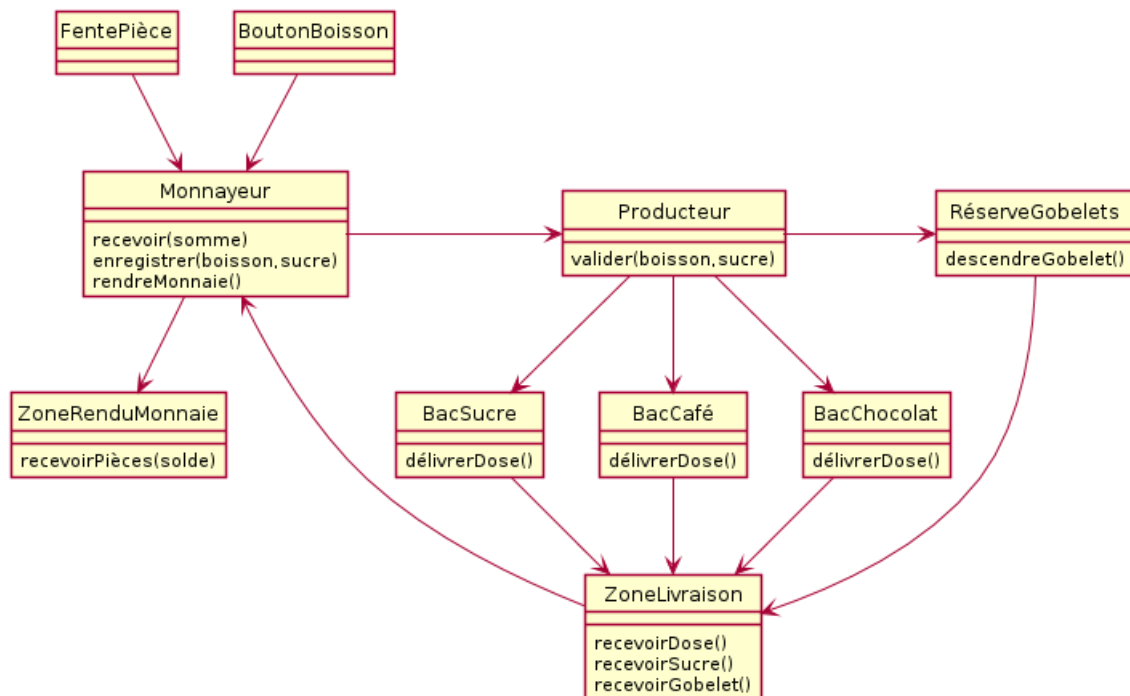 FentePièce
BoutonBoisson
Monnayeur
recevoir(somme)
enregistrer(boisson,sucre)
rendreMonnaie()
Producteur
valider(boisson,sucre)
RéserveGobelets
descendreGobelet()
ZoneRenduMonnaie
recevoirPièces(solde)
BacSucre
délivrerDose()
BacCafé
délivrerDose()
BacChocolat
délivrerDose()
ZoneLivraison
recevoirDose()
recevoirSucre()
recevoirGobelet()